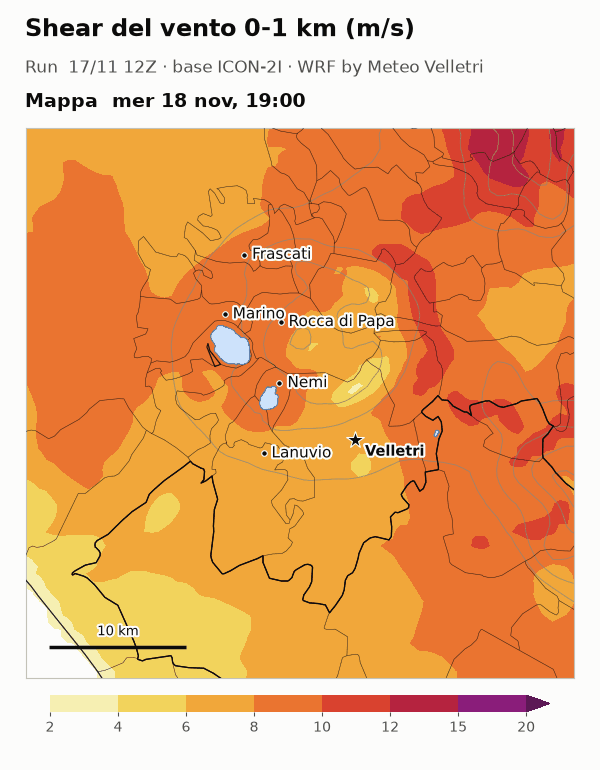 Shear del vento 0-1 km (m/s)
Run  17/11 12Z · base ICON-2I · WRF by Meteo Velletri
Mappa  mer 18 nov, 19:00
Frascati
Marino
Rocca di Papa
Nemi
Velletri
Lanuvio
10 km
2 4 6 8 10 12 15 20